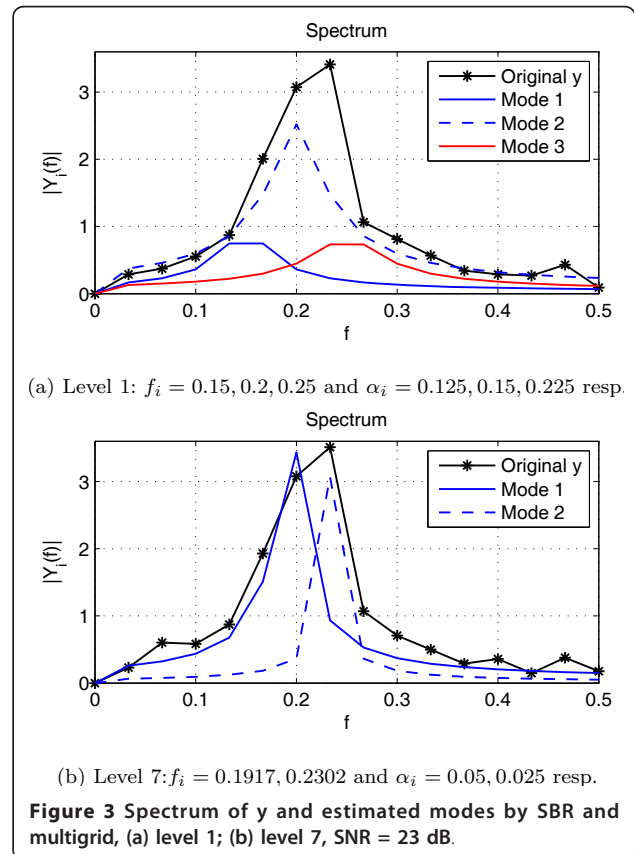 Spectrum
Original y
Mode 1
Mode 2
Mode 3
|Y_i(f)|
3
2
1
0
0 0.1 0.2 0.3 0.4 0.5
f
(a) Level 1: f_i = 0.15, 0.2, 0.25 and α_i = 0.125, 0.15, 0.225 resp.
Spectrum
Original y
Mode 1
Mode 2
|Y_i(f)|
3
2
1
0
0 0.1 0.2 0.3 0.4 0.5
f
(b) Level 7:f_i = 0.1917, 0.2302 and α_i = 0.05, 0.025 resp.
Figure 3 Spectrum of y and estimated modes by SBR and
multigrid, (a) level 1; (b) level 7, SNR = 23 dB.